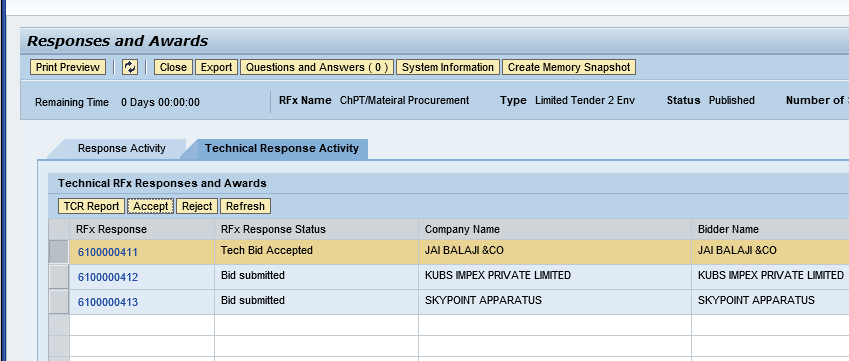 Responses and Awards
Print Preview Close Export Questions and Answers ( 0 ) System Information Create Memory Snapshot
Remaining Time 0 Days 00:00:00 RFx Name ChPT/Mateiral Procurement Type Limited Tender 2 Env Status Published Number of
Response Activity Technical Response Activity
Technical RFx Responses and Awards
TCR Report Accept Reject Refresh
RFx Response RFx Response Status Company Name Bidder Name
6100000411 Tech Bid Accepted JAI BALAJI &CO JAI BALAJI &CO
6100000412 Bid submitted KUBS IMPEX PRIVATE LIMITED KUBS IMPEX PRIVATE LIMITED
6100000413 Bid submitted SKYPOINT APPARATUS SKYPOINT APPARATUS